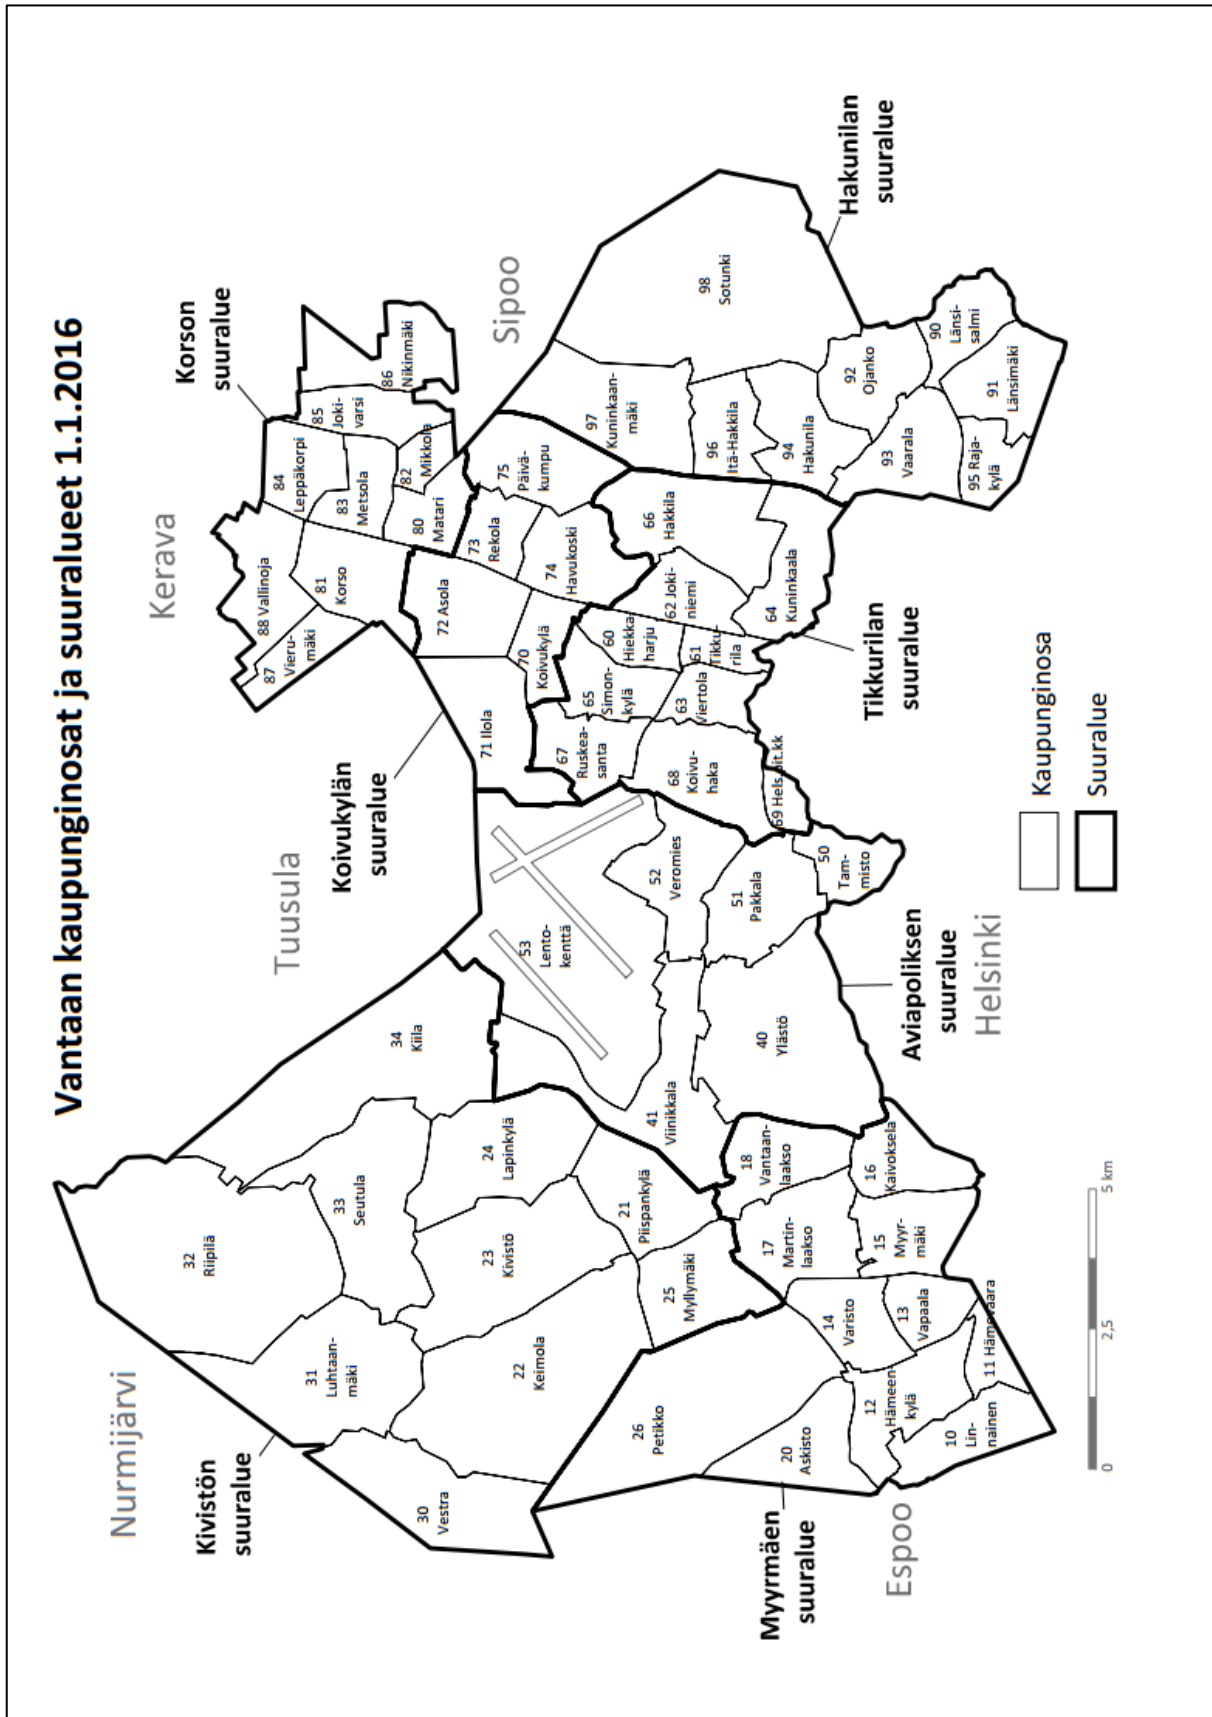 Vantaan kaupunginosat ja suuralueet 1.1.2016
Nurmijärvi
Tuusula
Kerava
Sipoo
Espoo
Helsinki
Kivistön
suuralue
Koivukylän
suuralue
Korson
suuralue
Hakunilan
suuralue
Tikkurilan
suuralue
Aviapoliksen
suuralue
Myyrmäen
suuralue
32
Riipilä
33
Seutula
34
Kiila
31
Luhtaan-
mäki
30
Vestra
22
Keimola
23
Kivistö
24
Lapinkylä
21
Piispankylä
25
Myllymäki
26
Petikko
20
Askisto
12
Hämeen-
kylä
10
Lin-
nainen
11 Hämevaara
13
Vapaala
14
Varisto
15
Myyr-
mäki
16
Kaivoksela
17
Martin-
laakso
18
Vantaan-
laakso
41
Viinikkala
40
Ylästö
53
Lento-
kenttä
52
Veromies
51
Pakkala
50
Tam-
misto
87
Vieru-
mäki
88 Vallinoja
81
Korso
84
Leppäkorpi
83
Metsola
80
Matari
82
Mikkola
85
Joki-
varsi
86
Nikinmäki
71 Ilola
72 Asola
70
Koivukylä
73
Rekola
74
Havukoski
75
Päivä-
kumpu
67
Ruskea-
santa
65
Simon-
kylä
60
Hiekka
harju
68
Koivu-
haka
63
Viertola
61
Tikku-
rila
62 Joki-
niemi
66
Hakkila
64
Kuninkaala
69 Hels.pit.kk
97
Kuninkaan-
mäki
98
Sotunki
96
Itä-Hakkila
94
Hakunila
92
Ojanko
93
Vaarala
90
Länsi-
salmi
91
Länsimäki
95 Raja-
kylä
Kaupunginosa
Suuralue
0
2,5
5 km